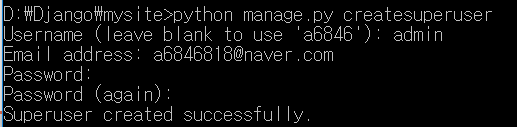 D:₩Django₩mysite>python manage.py createsuperuser
Username (leave blank to use 'a6846'): admin
Email address: a6846818@naver.com
Password:
Password (again):
Superuser created successfully.